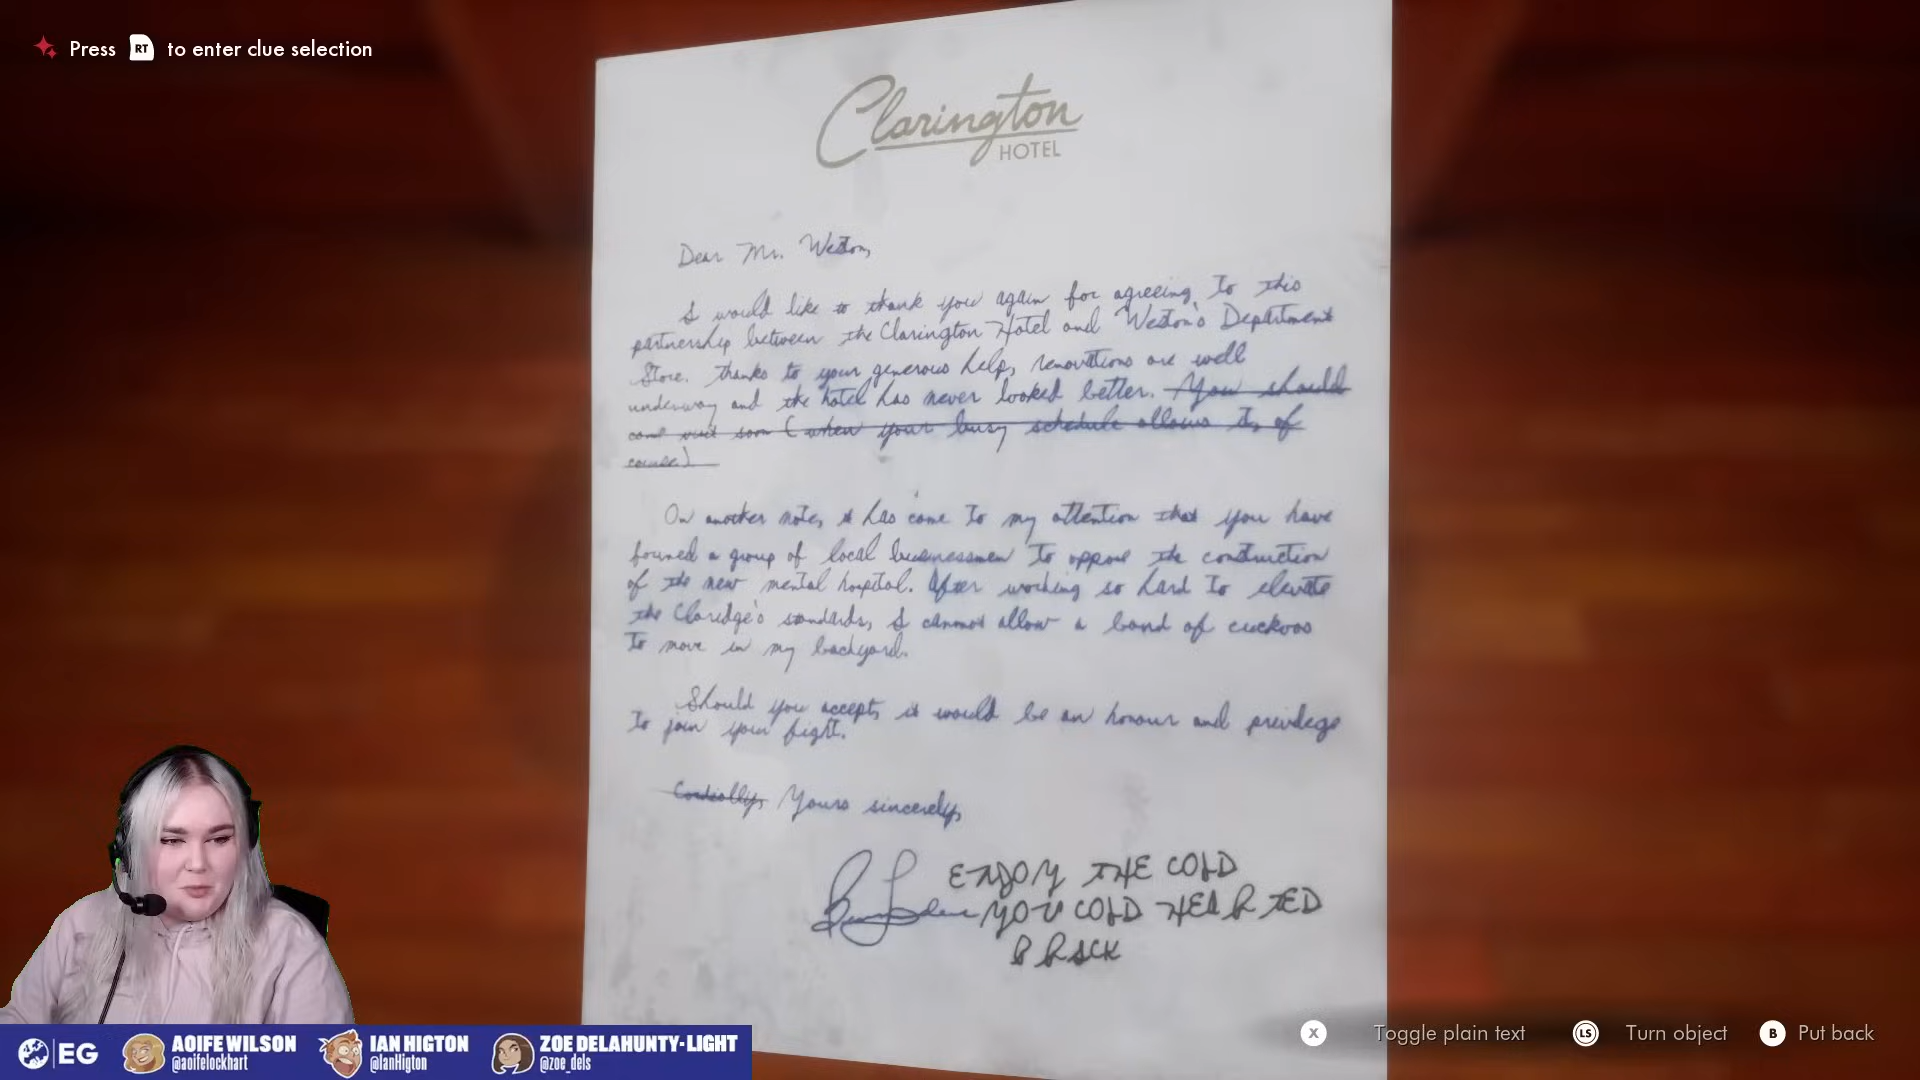 Press RT to enter clue selection
Clarington
HOTEL
Dear Mr. Weston,
I would like to thank you again for agreeing to this
partnership between the Clarington Hotel and Weston's Department
Store. Thanks to your generous help, renovations are well
underway and the hotel has never looked better. You should
come visit soon (when your busy schedule allows it, of
course)
On another note, it has come to my attention that you have
formed a group of local businessmen to oppose the construction
of the new mental hospital. After working so hard to elevate
the Claridge's standards, I cannot allow a band of cuckoos
to move in my backyard.
Should you accept, it would be an honour and privilege
to join your fight.
Cordially, Yours sincerely,
ENJOY THE COLD
YOU COLD HEARTED
EG
AOIFE WILSON
@aoifelockhart
IAN HIGTON
@IanHigton
ZOE DELAHUNTY-LIGHT
@zoe_dels
X Toggle plain text LS Turn object B Put back